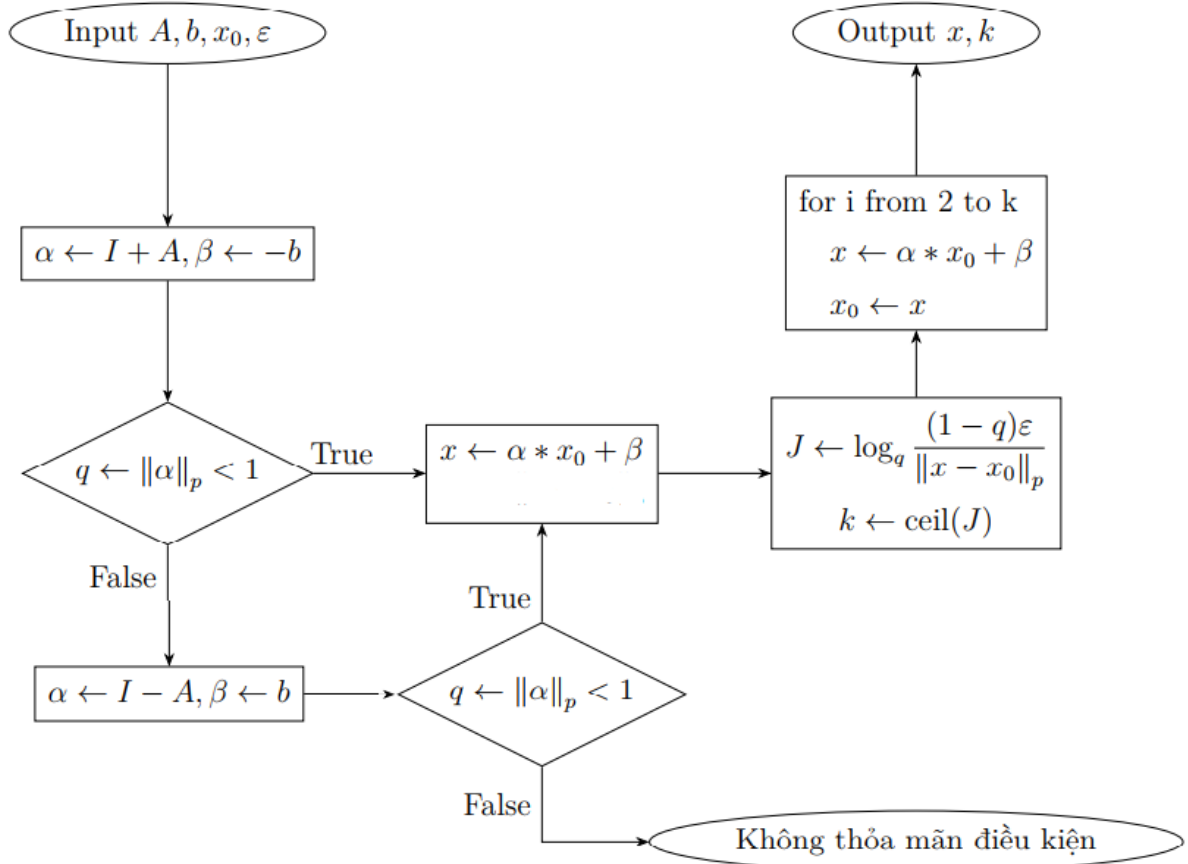 Input A, b, x₀, ε
α ← I + A, β ← −b
q ← ‖α‖ₚ < 1
True
False
α ← I − A, β ← b
q ← ‖α‖ₚ < 1
True
False
Không thỏa mãn điều kiện
x ← α ∗ x₀ + β
J ← log_q (1 − q)ε / ‖x − x₀‖ₚ
k ← ceil(J)
for i from 2 to k
x ← α ∗ x₀ + β
x₀ ← x
Output x, k